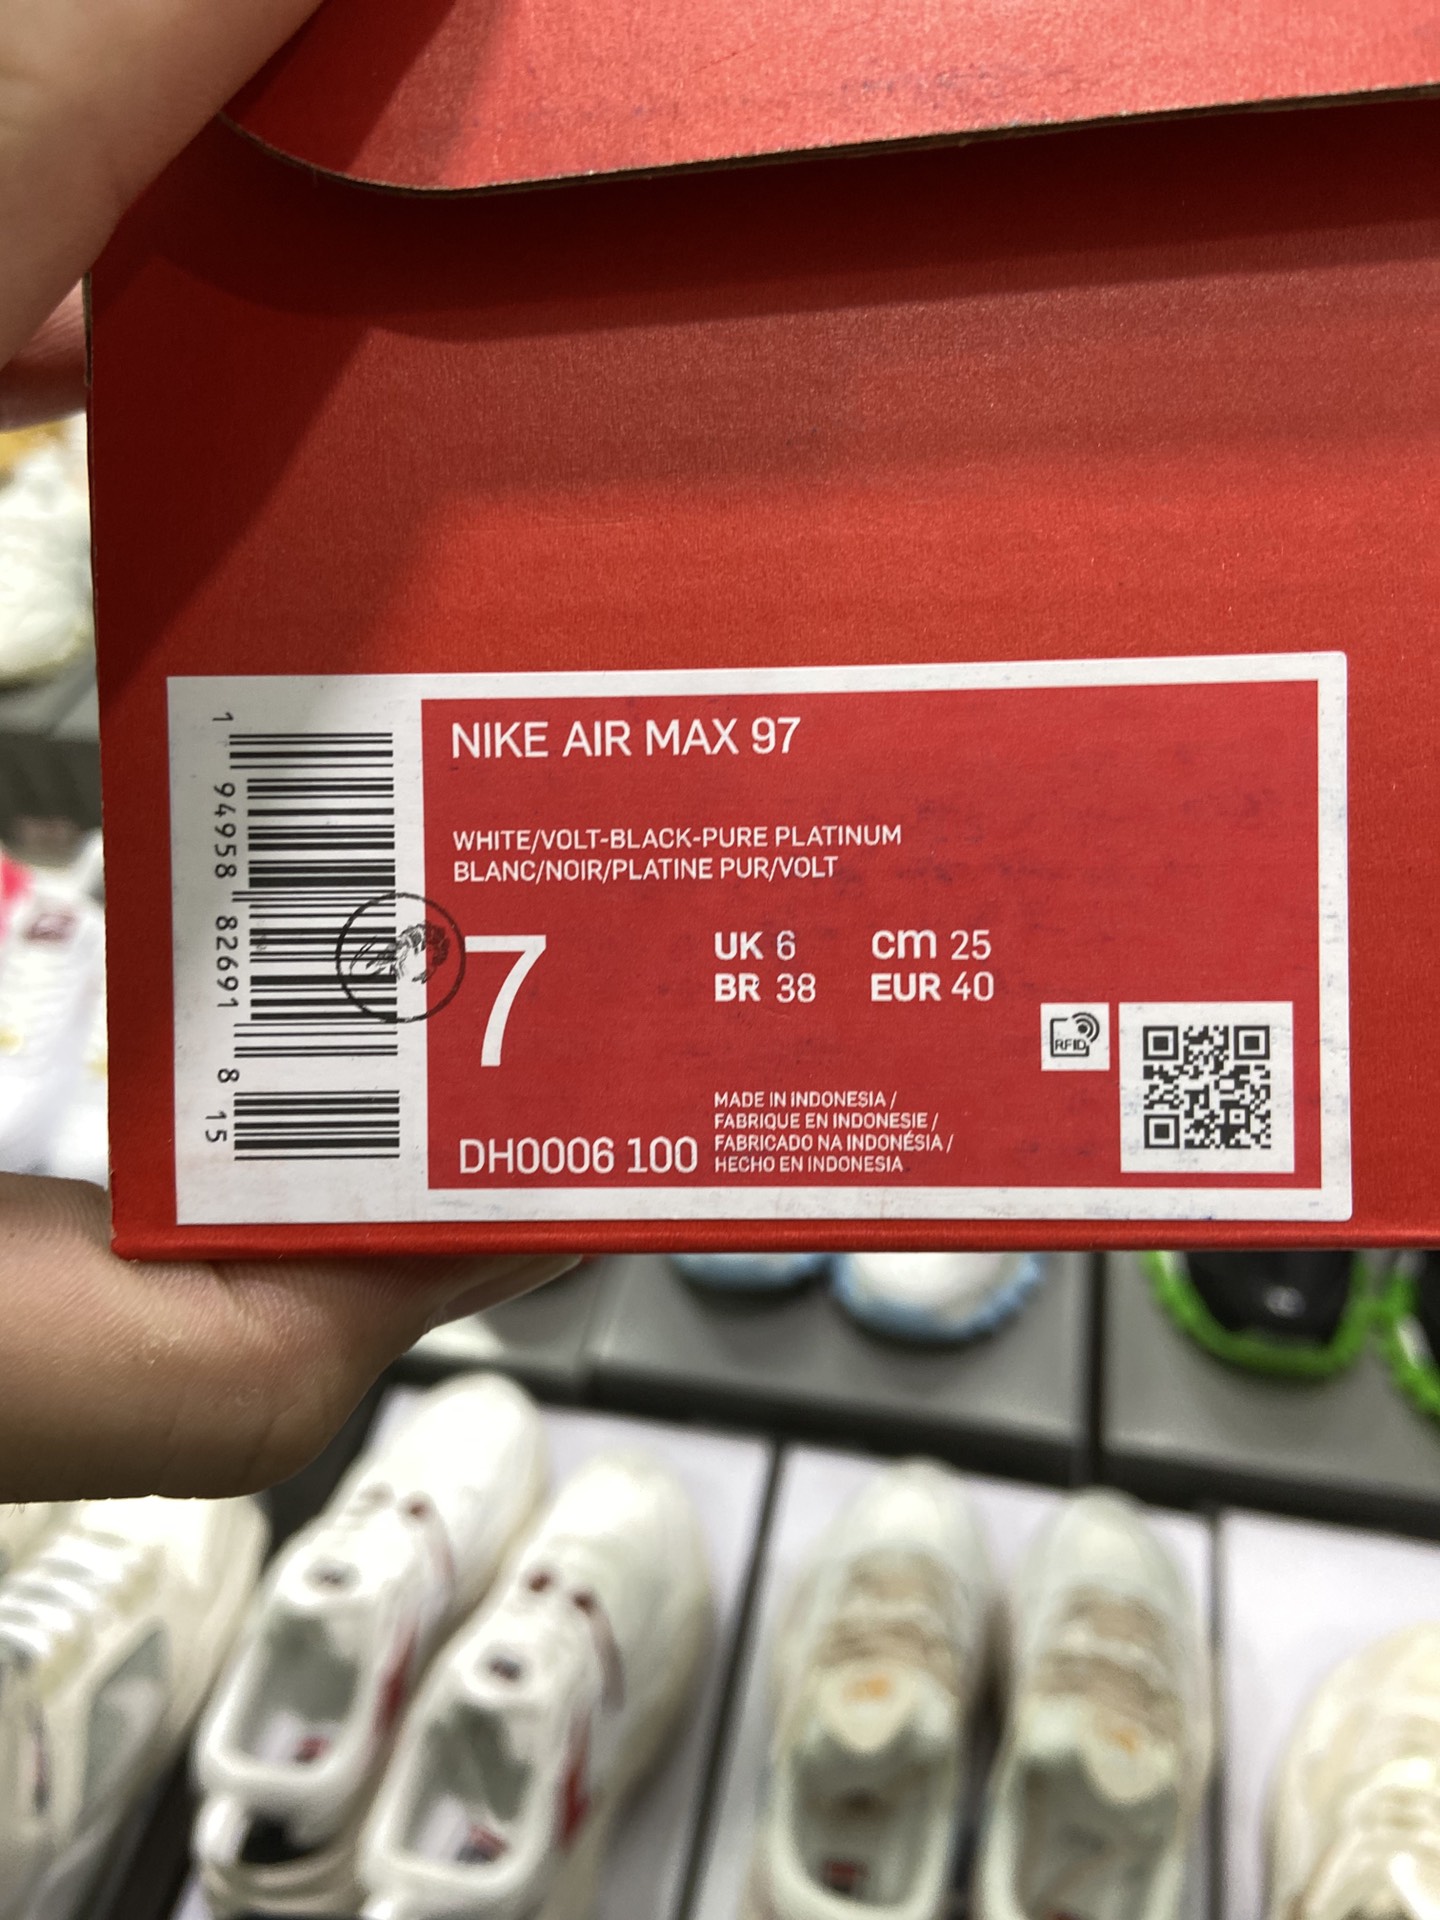 NIKE AIR MAX 97
WHITE/VOLT-BLACK-PURE PLATINUM
BLANC/NOIR/PLATINE PUR/VOLT
7
UK 6 cm 25
BR 38 EUR 40
RFID
MADE IN INDONESIA /
FABRIQUE EN INDONESIE /
FABRICADO NA INDONÉSIA /
HECHO EN INDONESIA
DH0006 100
1 94958 82691 8 15